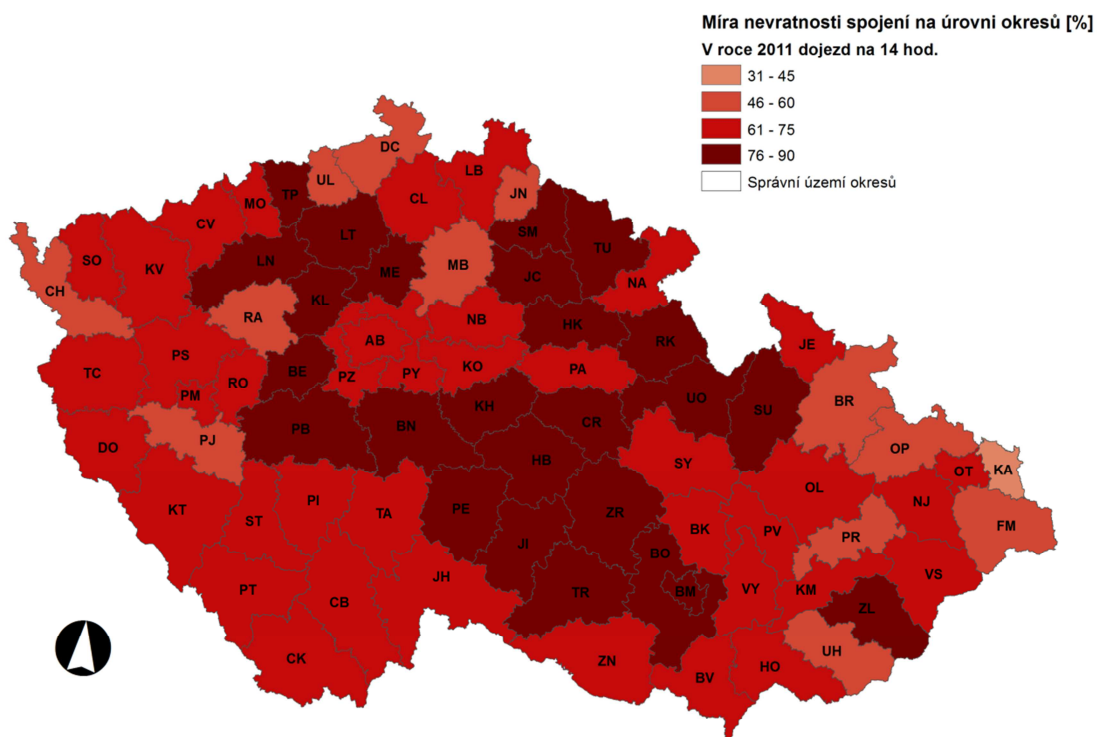 Míra nevratnosti spojení na úrovni okresů [%]
V roce 2011 dojezd na 14 hod.
31 - 45
46 - 60
61 - 75
76 - 90
Správní území okresů
DC
LB
UL
JN
TP
CL
MO
CV
LT
SM
TU
SO
KV
LN
ME
MB
JC
NA
CH
KL
RA
NB
HK
AB
RK
JE
PS
KO
PA
TC
BE
PZ
PY
RO
PM
KH
UO
SU
BR
PB
BN
CR
DO
PJ
OP
HB
SY
OT
KA
OL
KT
PI
TA
PE
ZR
NJ
ST
FM
BK
PV
PR
JI
BO
VS
JH
PT
TR
BM
VY
KM
CB
ZL
UH
CK
ZN
HO
BV